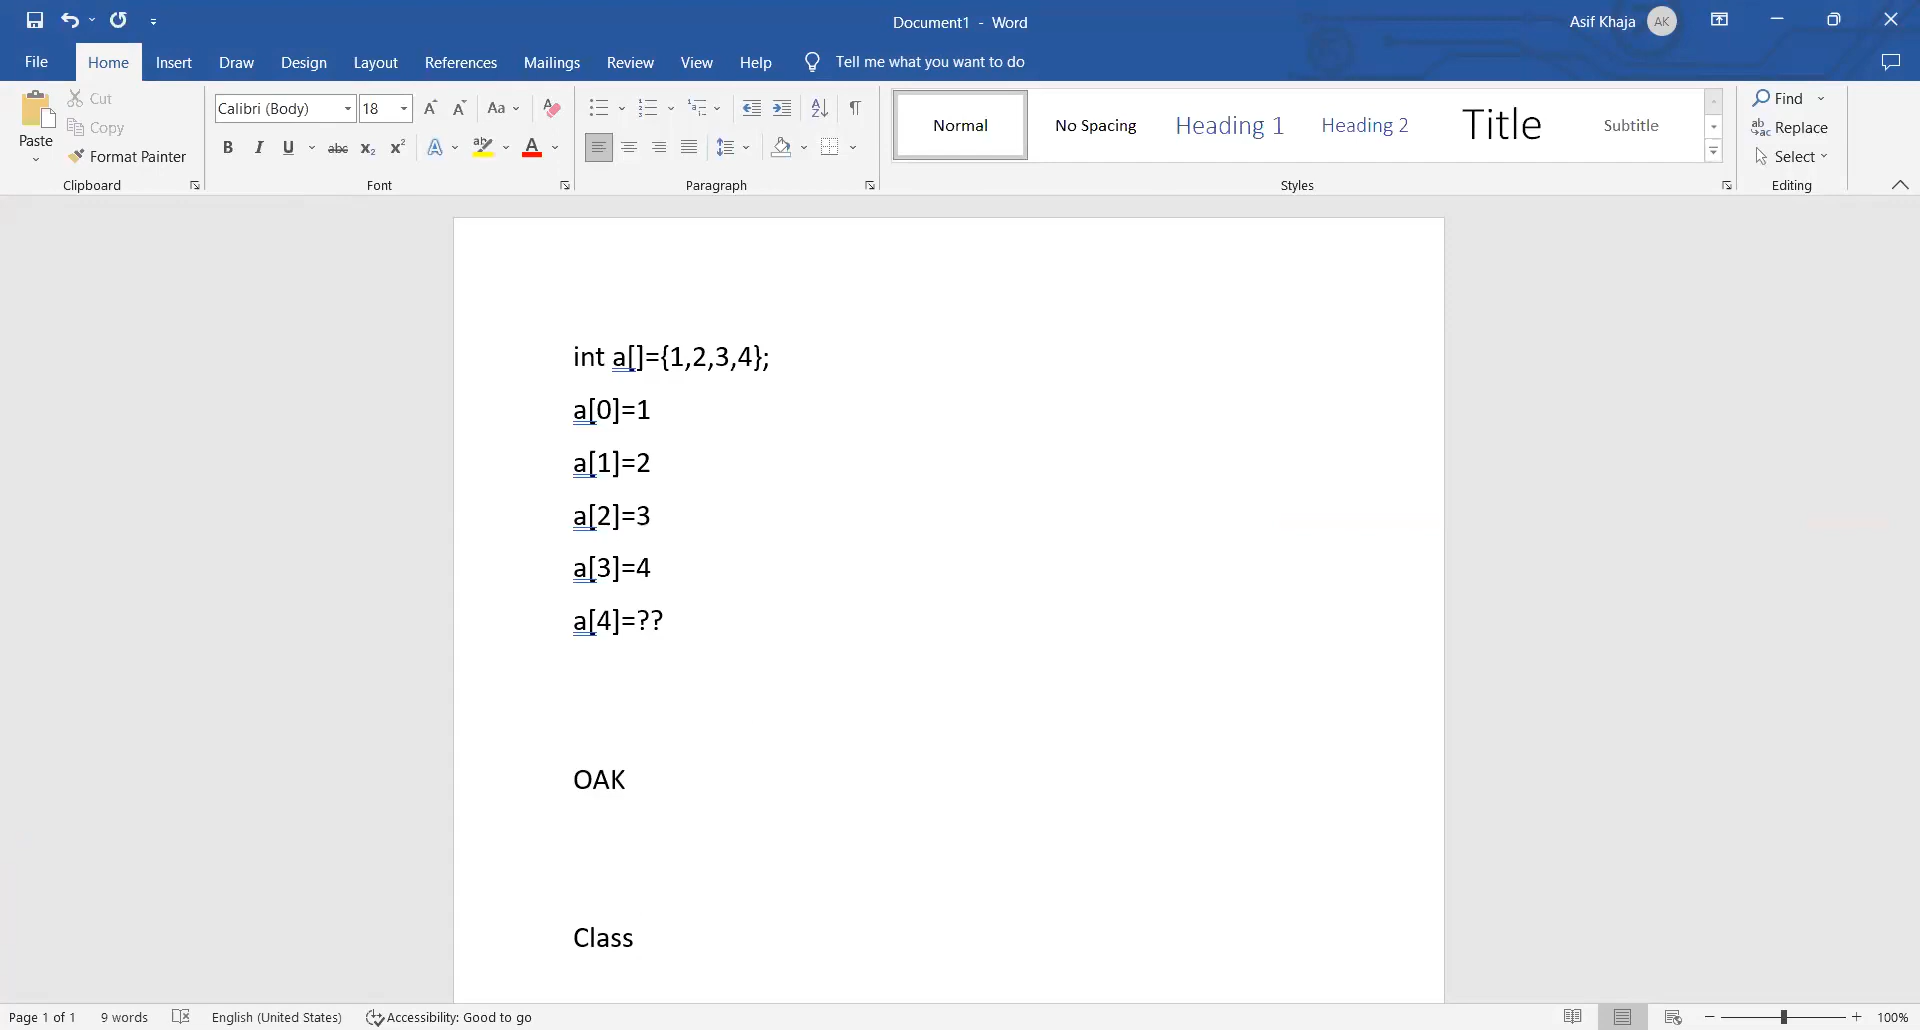 Document1 - Word
Asif Khaja
AK
File
Home
Insert
Draw
Design
Layout
References
Mailings
Review
View
Help
Tell me what you want to do
Paste
Cut
Copy
Format Painter
Clipboard
Calibri (Body)
18
Font
Paragraph
Normal
No Spacing
Heading 1
Heading 2
Title
Subtitle
Styles
Find
Replace
Select
Editing
int a[]={1,2,3,4};
a[0]=1
a[1]=2
a[2]=3
a[3]=4
a[4]=??
OAK
Class
Page 1 of 1
9 words
English (United States)
Accessibility: Good to go
100%